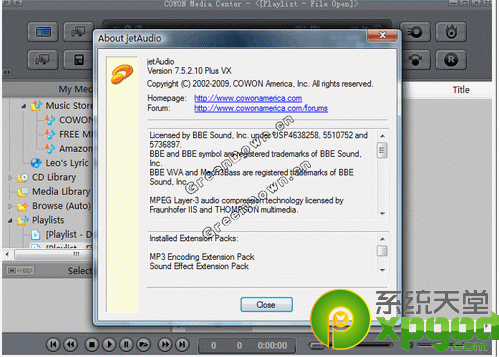 COWON Media Center - <[Playlist - File Open]>
About jetAudio
jetAudio
Version 7.5.2.10 Plus VX
Copyright (C) 2002-2009, COWON America, Inc. All rights reserved.
Homepage: http://www.cowonamerica.com
Forum: http://www.cowonamerica.com/forums
Licensed by BBE Sound, Inc. under USP4638258, 5510752 and
5736897.
BBE and BBE symbol are registered trademarks of BBE Sound,
Inc.
BBE ViVA and Mach3Bass are registered trademarks of BBE
Sound, Inc.
MPEG Layer-3 audio compression technology licensed by
Fraunhofer IIS and THOMPSON multimedia.
Installed Extension Packs:
MP3 Encoding Extension Pack
Sound Effect Extension Pack
Close
My Me
Title
Music Store
COWON
FREE M
Amazon
Leo's Lyric
CD Library
Media Library
Browse (Auto)
Playlists
[Playlist - D
Selec
0 0 0:00:00
R
GreenDown.cn
GreenDown.cn
系统天堂
xpgod.com